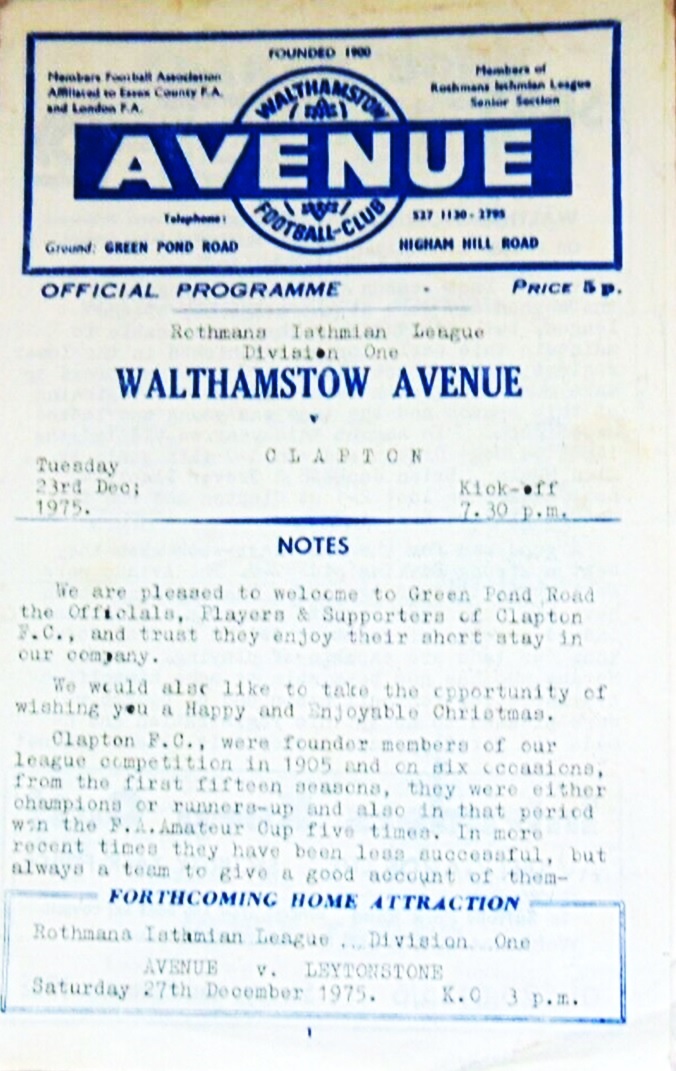 FOUNDED 1900
Members Football Association
Affiliated to Essex County F.A.
and London F.A.
Members of
Rothmans Isthmian League
Senior Section
WALTHAMSTOW
AVENUE
FOOTBALL-CLUB
Telephone: 527 1130 - 2795
Ground: GREEN POND ROAD HIGHAM HILL ROAD
OFFICIAL PROGRAMME - PRICE 5p.
Rothmans Isthmian League
Division One
WALTHAMSTOW AVENUE
v
CLAPTON
Tuesday
23rd Dec;
1975.
Kick-off
7.30 p.m.
NOTES
We are pleased to welcome to Green Pond Road
the Officials, Players & Supporters of Clapton
F.C., and trust they enjoy their short stay in
our company.
We would also like to take the opportunity of
wishing you a Happy and Enjoyable Christmas.
Clapton F.C., were founder members of our
league competition in 1905 and on six occasions,
from the first fifteen seasons, they were either
champions or runners-up and also in that period
won the F.A.Amateur Cup five times. In more
recent times they have been less successful, but
always a team to give a good account of them-
FORTHCOMING HOME ATTRACTION
Rothmans Isthmian League ... Division...One
AVENUE v. LEYTONSTONE
Saturday 27th December 1975. K.O 3 p.m.
1